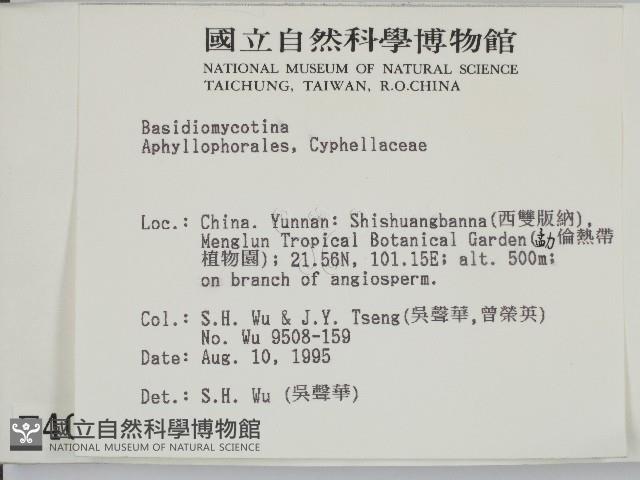 國立自然科學博物館
NATIONAL MUSEUM OF NATURAL SCIENCE
TAICHUNG, TAIWAN, R.O.CHINA
Basidiomycotina
Aphyllophorales, Cyphellaceae
Loc.: China. Yunnan: Shishuangbanna(西雙版納),
Menglun Tropical Botanical Garden(勐倫熱帶
植物園); 21.56N, 101.15E; alt. 500m;
on branch of angiosperm.
Col.: S.H. Wu & J.Y. Tseng(吳聲華,曾榮英)
No. Wu 9508-159
Date: Aug. 10, 1995
Det.: S.H. Wu (吳聲華)
國立自然科學博物館
NATIONAL MUSEUM OF NATURAL SCIENCE